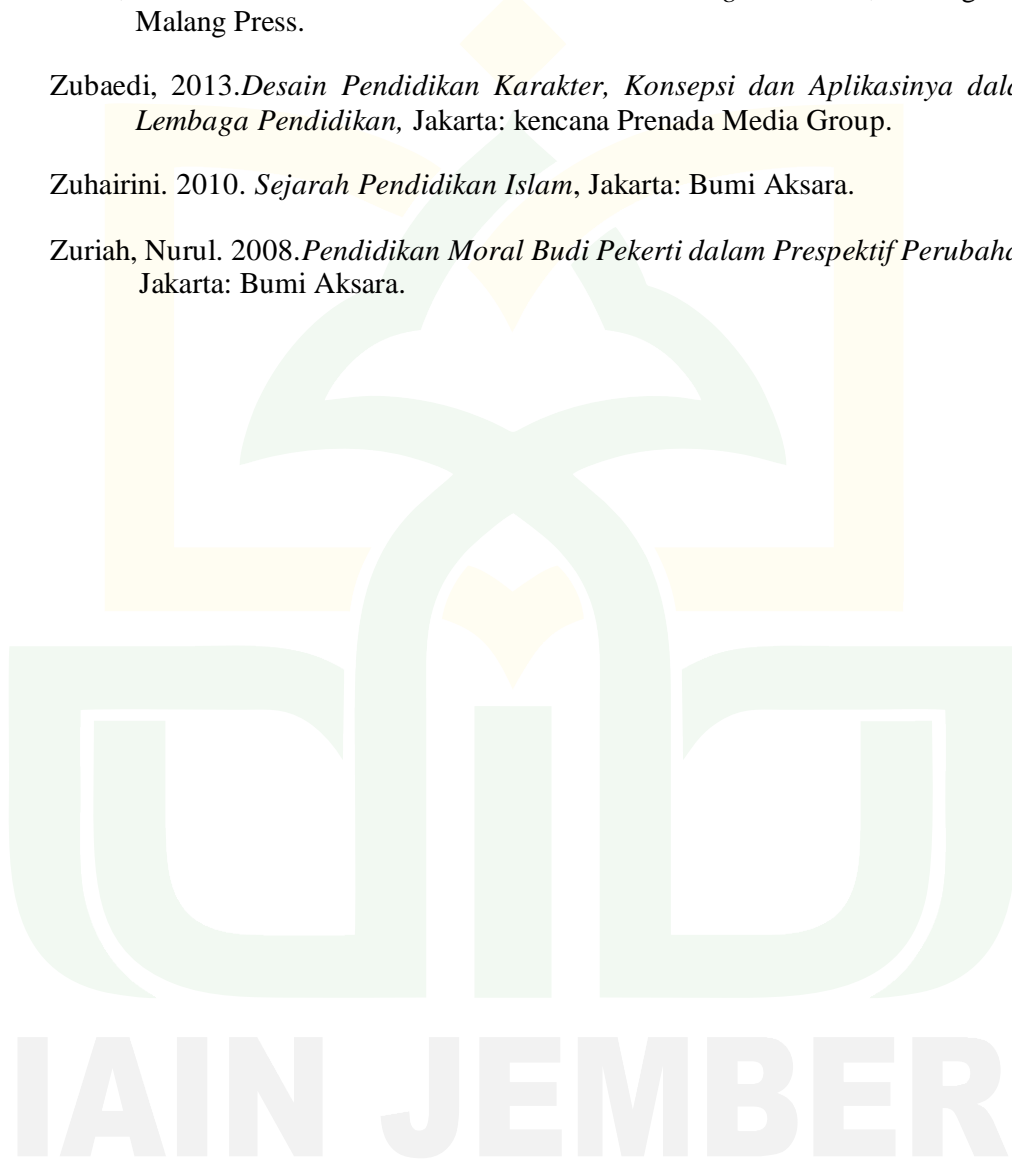 Malang Press.
Zubaedi, 2013.Desain Pendidikan Karakter, Konsepsi dan Aplikasinya
Lembaga Pendidikan, Jakarta: kencana Prenada Media Group.
Zuhairini. 2010. Sejarah Pendidikan Islam, Jakarta: Bumi Aksara.
Zuriah, Nurul. 2008.Pendidikan Moral Budi Pekerti dalam Prespektif
Jakarta: Bumi Aksara.
IAIN JEMBER